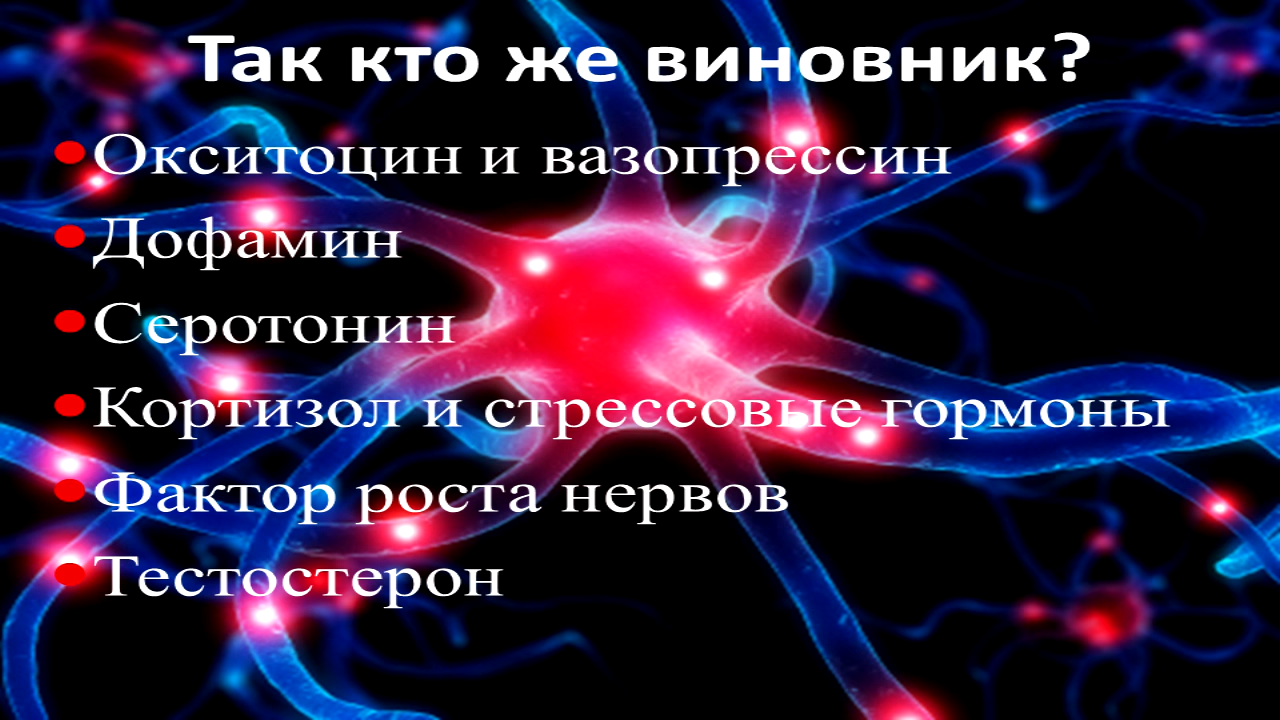 Так кто же виновник?
•Окситоцин и вазопрессин
•Дофамин
•Серотонин
•Кортизол и стрессовые гормоны
•Фактор роста нервов
•Тестостерон